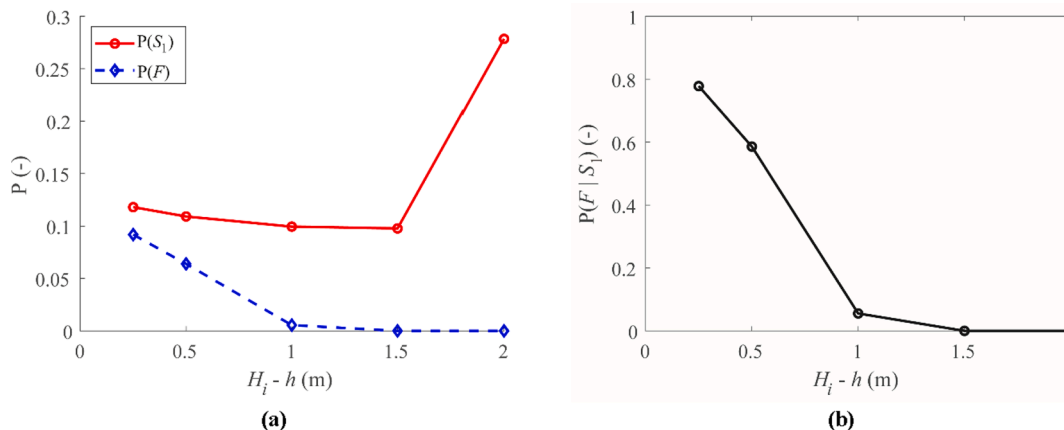 0.3
P(S₁)
P(F)
0.25
0.2
0.15
0.1
0.05
0
P (-)
0 0.5 1 1.5 2
Hᵢ - h (m)
(a)
1
0.8
0.6
0.4
0.2
0
P(F | S₁) (-)
0 0.5 1 1.5
Hᵢ - h (m)
(b)